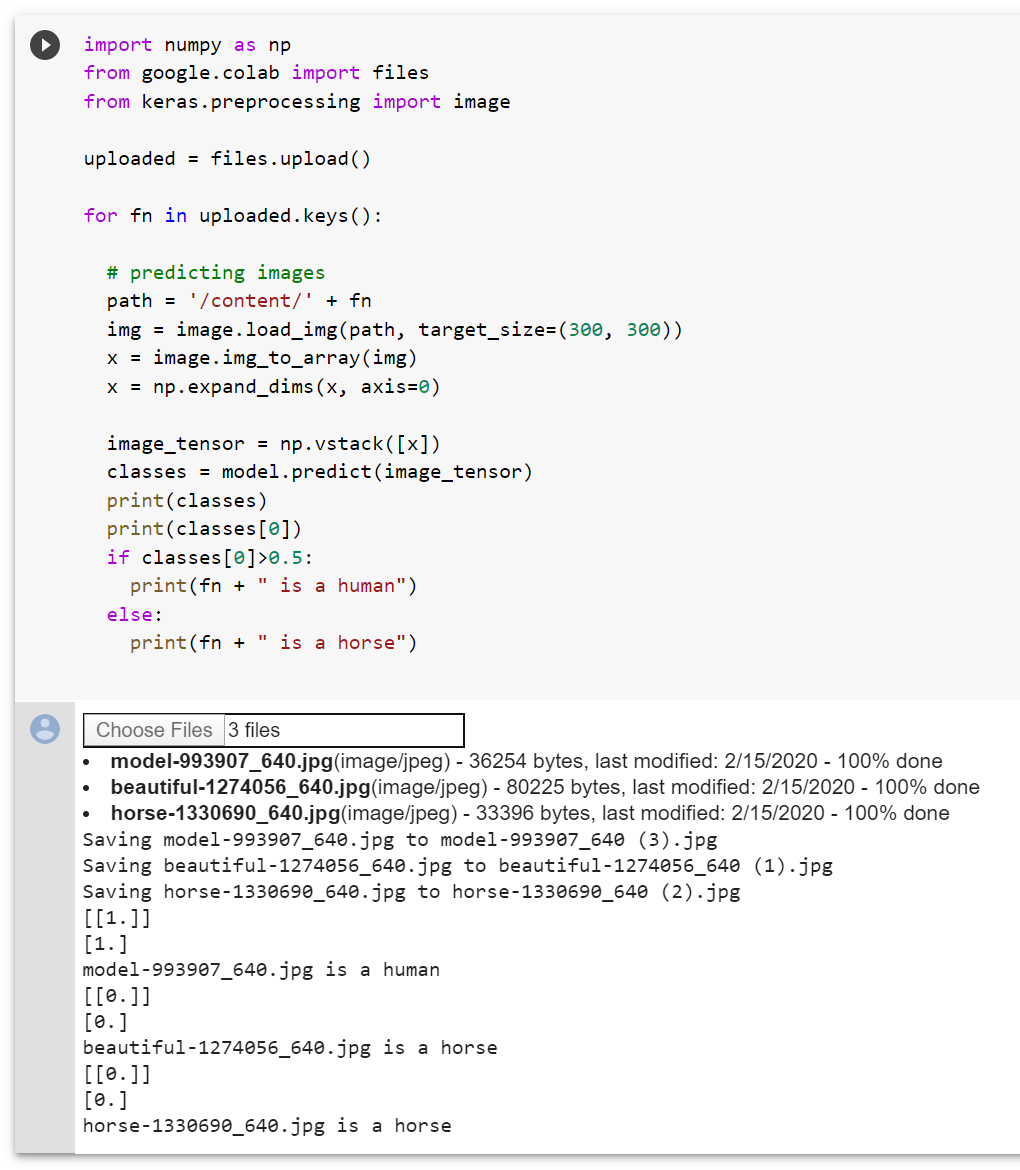 import numpy as np
from google.colab import files
from keras.preprocessing import image
uploaded = files.upload()
for fn in uploaded.keys():
  # predicting images
  path = '/content/' + fn
  img = image.load_img(path, target_size=(300, 300))
  x = image.img_to_array(img)
  x = np.expand_dims(x, axis=0)
  image_tensor = np.vstack([x])
  classes = model.predict(image_tensor)
  print(classes)
  print(classes[0])
  if classes[0]>0.5:
    print(fn + " is a human")
  else:
    print(fn + " is a horse")
Choose Files 3 files
• model-993907_640.jpg(image/jpeg) - 36254 bytes, last modified: 2/15/2020 - 100% done
• beautiful-1274056_640.jpg(image/jpeg) - 80225 bytes, last modified: 2/15/2020 - 100% done
• horse-1330690_640.jpg(image/jpeg) - 33396 bytes, last modified: 2/15/2020 - 100% done
Saving model-993907_640.jpg to model-993907_640 (3).jpg
Saving beautiful-1274056_640.jpg to beautiful-1274056_640 (1).jpg
Saving horse-1330690_640.jpg to horse-1330690_640 (2).jpg
[[1.]]
[1.]
model-993907_640.jpg is a human
[[0.]]
[0.]
beautiful-1274056_640.jpg is a horse
[[0.]]
[0.]
horse-1330690_640.jpg is a horse